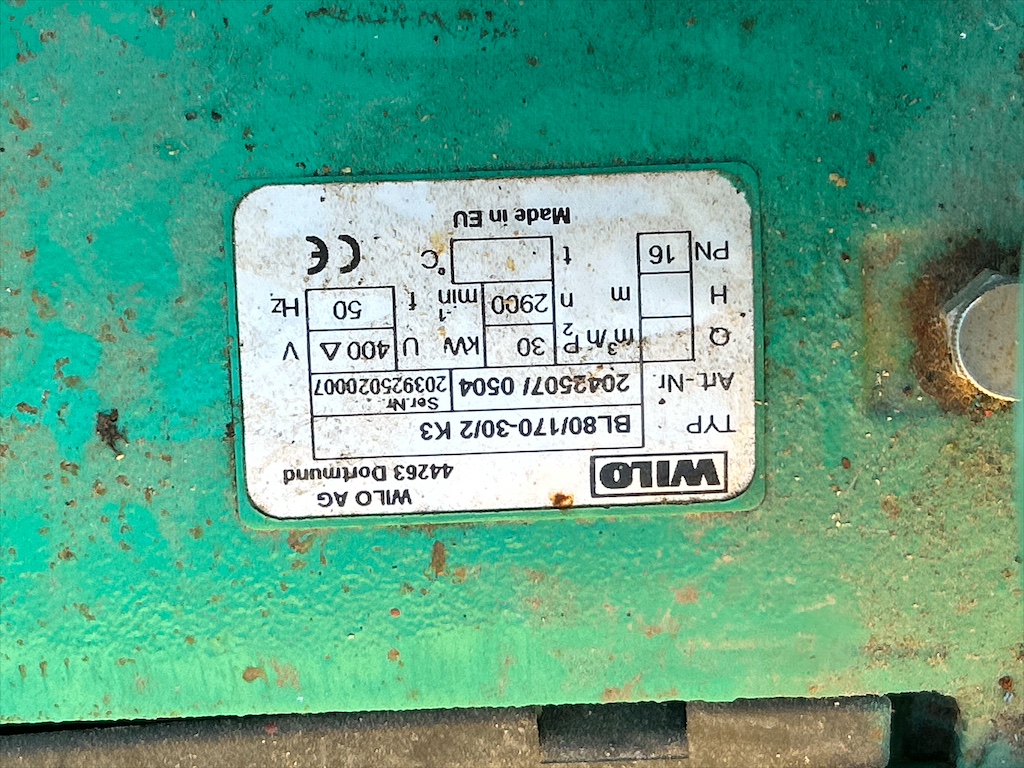 WILO WILO AG
44263 Dortmund
TYP BL80/170-30/2 K3
Art.-Nr. 2042507/ 0504 Ser.Nr 203925020007
Q m³/h P2 30 kW U 400 Δ V
H m n 2900 min-1 f 50 Hz
PN 16 t °C CE
Made in EU